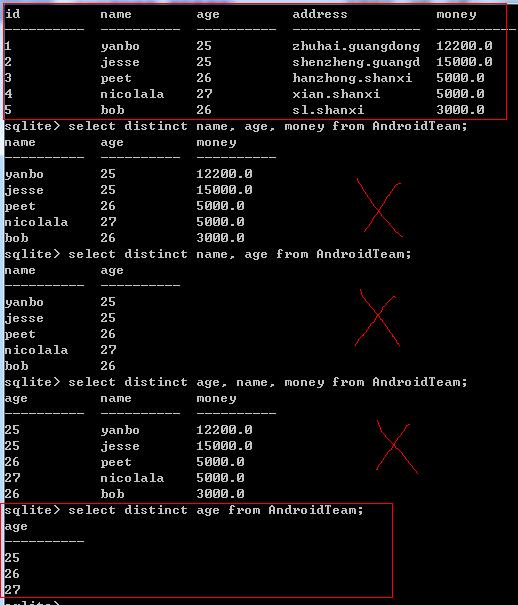 id          name        age         address           money
----------  ----------  ----------  ----------------  ----------
1           yanbo       25          zhuhai.guangdong  12200.0
2           jesse       25          shenzheng.guangd  15000.0
3           peet        26          hanzhong.shanxi   5000.0
4           nicolala    27          xian.shanxi       5000.0
5           bob         26          sl.shanxi         3000.0
sqlite> select distinct name, age, money from AndroidTeam;
name        age         money
----------  ----------  ----------
yanbo       25          12200.0
jesse       25          15000.0
peet        26          5000.0
nicolala    27          5000.0
bob         26          3000.0
sqlite> select distinct name, age from AndroidTeam;
name        age
----------  ----------
yanbo       25
jesse       25
peet        26
nicolala    27
bob         26
sqlite> select distinct age, name, money from AndroidTeam;
age         name        money
----------  ----------  ----------
25          yanbo       12200.0
25          jesse       15000.0
26          peet        5000.0
27          nicolala    5000.0
26          bob         3000.0
sqlite> select distinct age from AndroidTeam;
age
----------
25
26
27